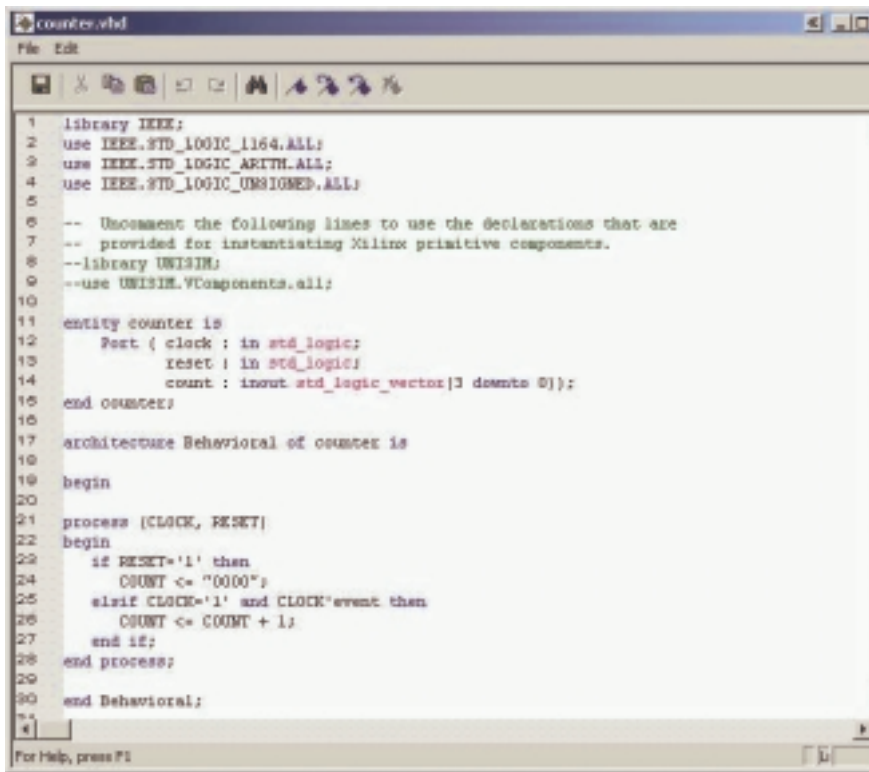 counter.vhd
File Edit
1 library IEEE;
2 use IEEE.STD_LOGIC_1164.ALL;
3 use IEEE.STD_LOGIC_ARITH.ALL;
4 use IEEE.STD_LOGIC_UNSIGNED.ALL;
5
6 -- Uncomment the following lines to use the declarations that are
7 -- provided for instantiating Xilinx primitive components.
8 --library UNISIM;
9 --use UNISIM.VComponents.all;
10
11 entity counter is
12 Port ( clock : in std_logic;
13 reset : in std_logic;
14 count : inout std_logic_vector(3 downto 0));
15 end counter;
16
17 architecture Behavioral of counter is
18
19 begin
20
21 process (CLOCK, RESET)
22 begin
23 if RESET='1' then
24 COUNT <= "0000";
25 elsif CLOCK='1' and CLOCK'event then
26 COUNT <= COUNT + 1;
27 end if;
28 end process;
29
30 end Behavioral;
For Help, press F1